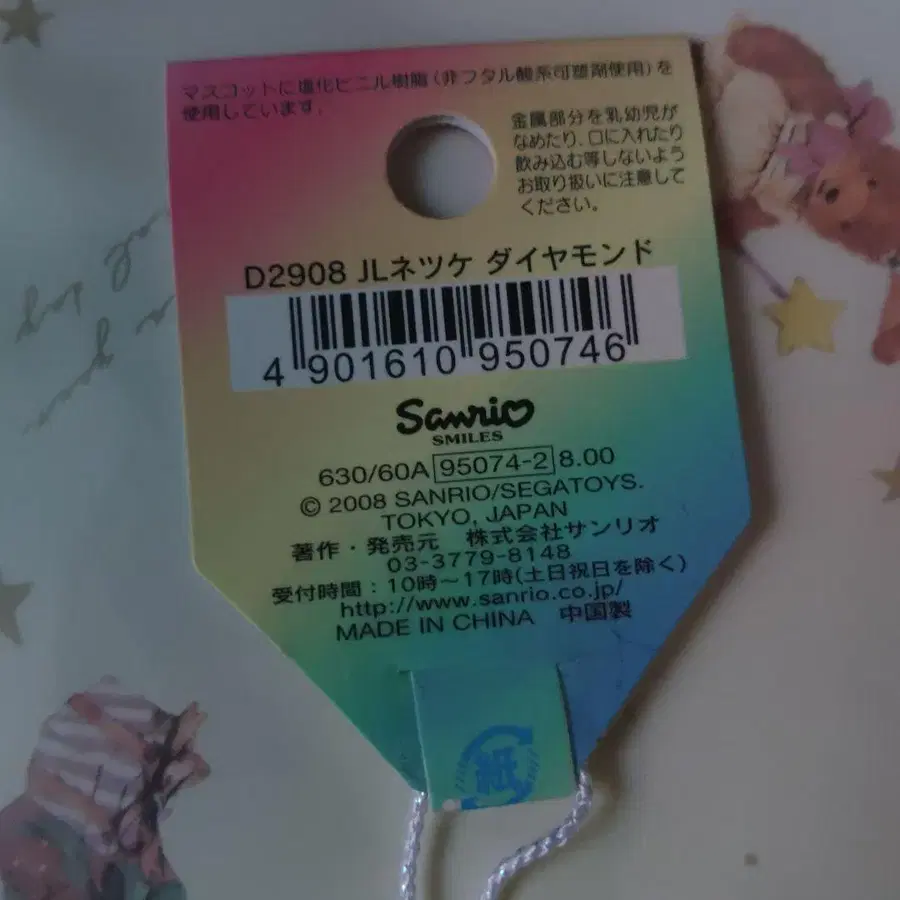 マスコットに塩化ビニル樹脂（非フタル酸系可塑剤使用）を
使用しています。
金属部分を乳幼児が
なめたり、口に入れたり
飲み込む等しないよう
お取り扱いに注意して
ください。
D2908 JLネツケ ダイヤモンド
4 901610 950746
Sanrio
SMILES
630/60A 95074-2 8.00
© 2008 SANRIO/SEGATOYS.
TOKYO, JAPAN
著作・発売元 株式会社サンリオ
03-3779-8148
受付時間：10時～17時(土日祝日を除く)
http://www.sanrio.co.jp/
MADE IN CHINA 中国製
紙